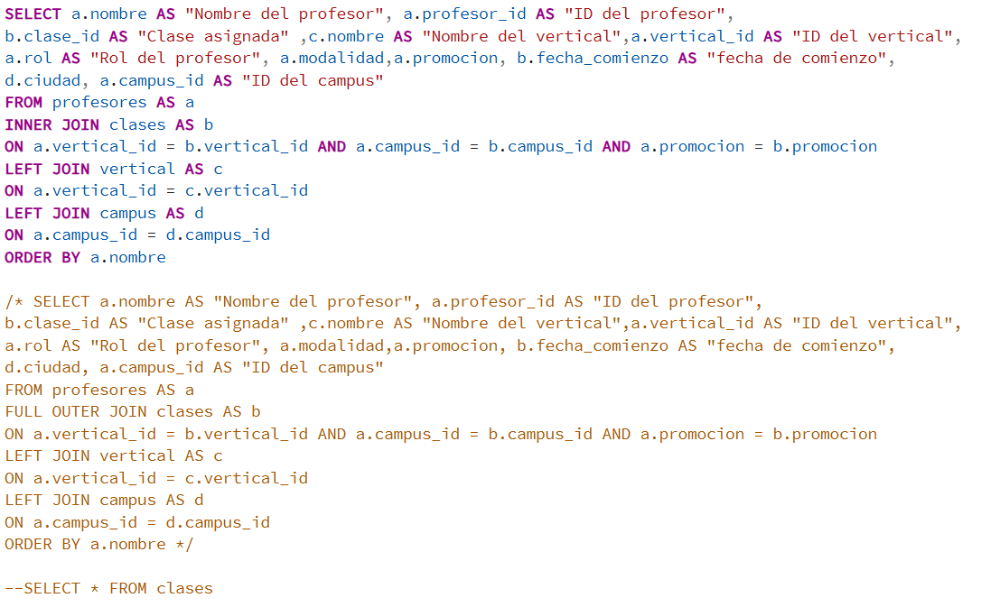 SELECT a.nombre AS "Nombre del profesor", a.profesor_id AS "ID del profesor",
b.clase_id AS "Clase asignada" ,c.nombre AS "Nombre del vertical",a.vertical_id AS "ID del vertical",
a.rol AS "Rol del profesor", a.modalidad,a.promocion, b.fecha_comienzo AS "fecha de comienzo",
d.ciudad, a.campus_id AS "ID del campus"
FROM profesores AS a
INNER JOIN clases AS b
ON a.vertical_id = b.vertical_id AND a.campus_id = b.campus_id AND a.promocion = b.promocion
LEFT JOIN vertical AS c
ON a.vertical_id = c.vertical_id
LEFT JOIN campus AS d
ON a.campus_id = d.campus_id
ORDER BY a.nombre
/* SELECT a.nombre AS "Nombre del profesor", a.profesor_id AS "ID del profesor",
b.clase_id AS "Clase asignada" ,c.nombre AS "Nombre del vertical",a.vertical_id AS "ID del vertical",
a.rol AS "Rol del profesor", a.modalidad,a.promocion, b.fecha_comienzo AS "fecha de comienzo",
d.ciudad, a.campus_id AS "ID del campus"
FROM profesores AS a
FULL OUTER JOIN clases AS b
ON a.vertical_id = b.vertical_id AND a.campus_id = b.campus_id AND a.promocion = b.promocion
LEFT JOIN vertical AS c
ON a.vertical_id = c.vertical_id
LEFT JOIN campus AS d
ON a.campus_id = d.campus_id
ORDER BY a.nombre */
--SELECT * FROM clases